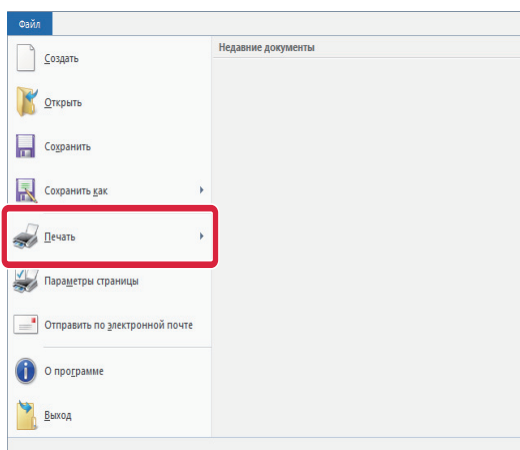 Файл
Недавние документы
Создать
Открыть
Сохранить
Сохранить как
Печать
Параметры страницы
Отправить по электронной почте
О программе
Выход